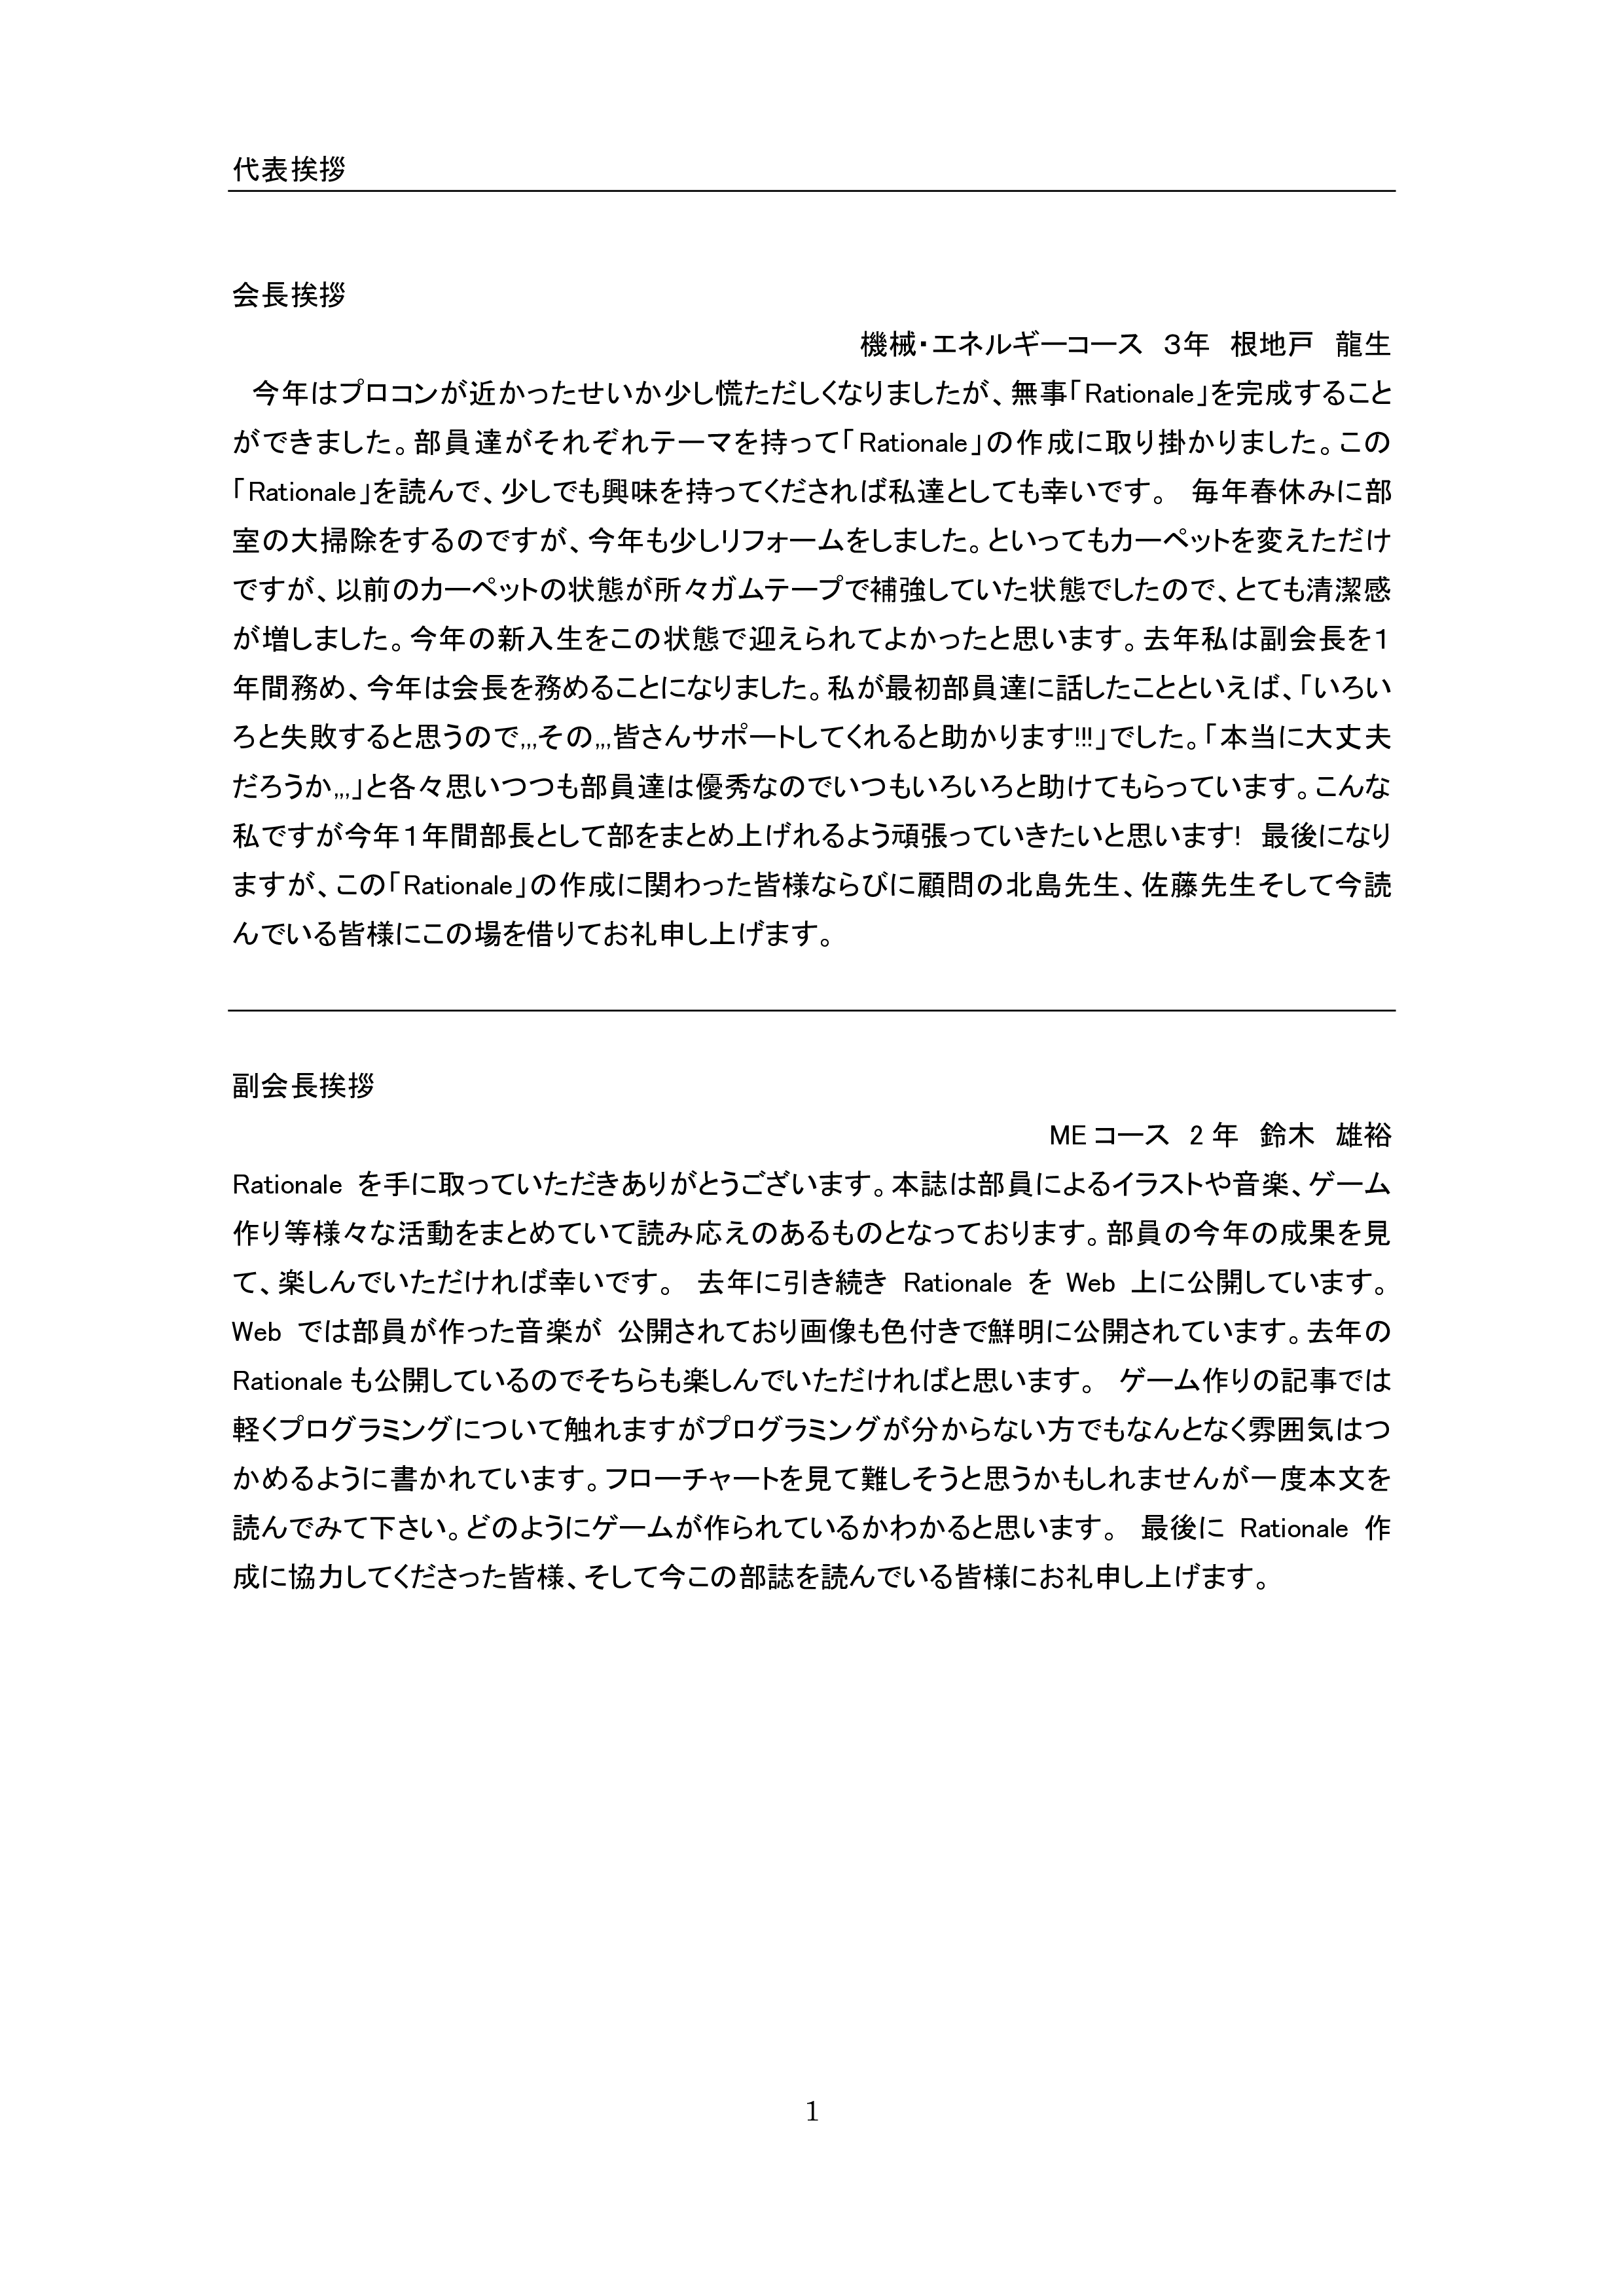 代表挨拶
会長挨拶
機械・エネルギーコース　3年　根地戸　龍生
今年はプロコンが近かったせいか少し慌ただしくなりましたが、無事「Rationale」を完成すること
ができました。部員達がそれぞれテーマを持って「Rationale」の作成に取り掛かりました。この
「Rationale」を読んで、少しでも興味を持ってくだされば私達としても幸いです。　毎年春休みに部
室の大掃除をするのですが、今年も少しリフォームをしました。といってもカーペットを変えただけ
ですが、以前のカーペットの状態が所々ガムテープで補強していた状態でしたので、とても清潔感
が増しました。今年の新入生をこの状態で迎えられてよかったと思います。去年私は副会長を1
年間務め、今年は会長を務めることになりました。私が最初部員達に話したことといえば、「いろい
ろと失敗すると思うので,,,その,,,皆さんサポートしてくれると助かります!!!」でした。「本当に大丈夫
だろうか,,,」と各々思いつつも部員達は優秀なのでいつもいろいろと助けてもらっています。こんな
私ですが今年1年間部長として部をまとめ上げれるよう頑張っていきたいと思います!　最後になり
ますが、この「Rationale」の作成に関わった皆様ならびに顧問の北島先生、佐藤先生そして今読
んでいる皆様にこの場を借りてお礼申し上げます。
副会長挨拶
ME コース　2 年　鈴木　雄裕
Rationale を手に取っていただきありがとうございます。本誌は部員によるイラストや音楽、ゲーム
作り等様々な活動をまとめていて読み応えのあるものとなっております。部員の今年の成果を見
て、楽しんでいただければ幸いです。　去年に引き続き Rationale を Web 上に公開しています。
Web では部員が作った音楽が 公開されており画像も色付きで鮮明に公開されています。去年の
Rationale も公開しているのでそちらも楽しんでいただければと思います。　ゲーム作りの記事では
軽くプログラミングについて触れますがプログラミングが分からない方でもなんとなく雰囲気はつ
かめるように書かれています。フローチャートを見て難しそうと思うかもしれませんが一度本文を
読んでみて下さい。どのようにゲームが作られているかわかると思います。　最後に Rationale 作
成に協力してくださった皆様、そして今この部誌を読んでいる皆様にお礼申し上げます。
1